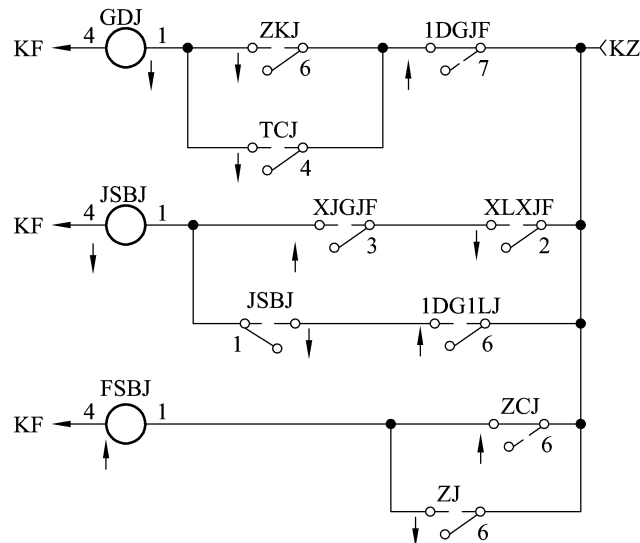 GDJ
KF 4 1 ZKJ 6 1DGJF 7 KZ
TCJ 4
JSBJ
KF 4 1 XJGJF 3 XLXJF 2
JSBJ 1 1DG1LJ 6
FSBJ
KF 4 1 ZCJ 6
ZJ 6